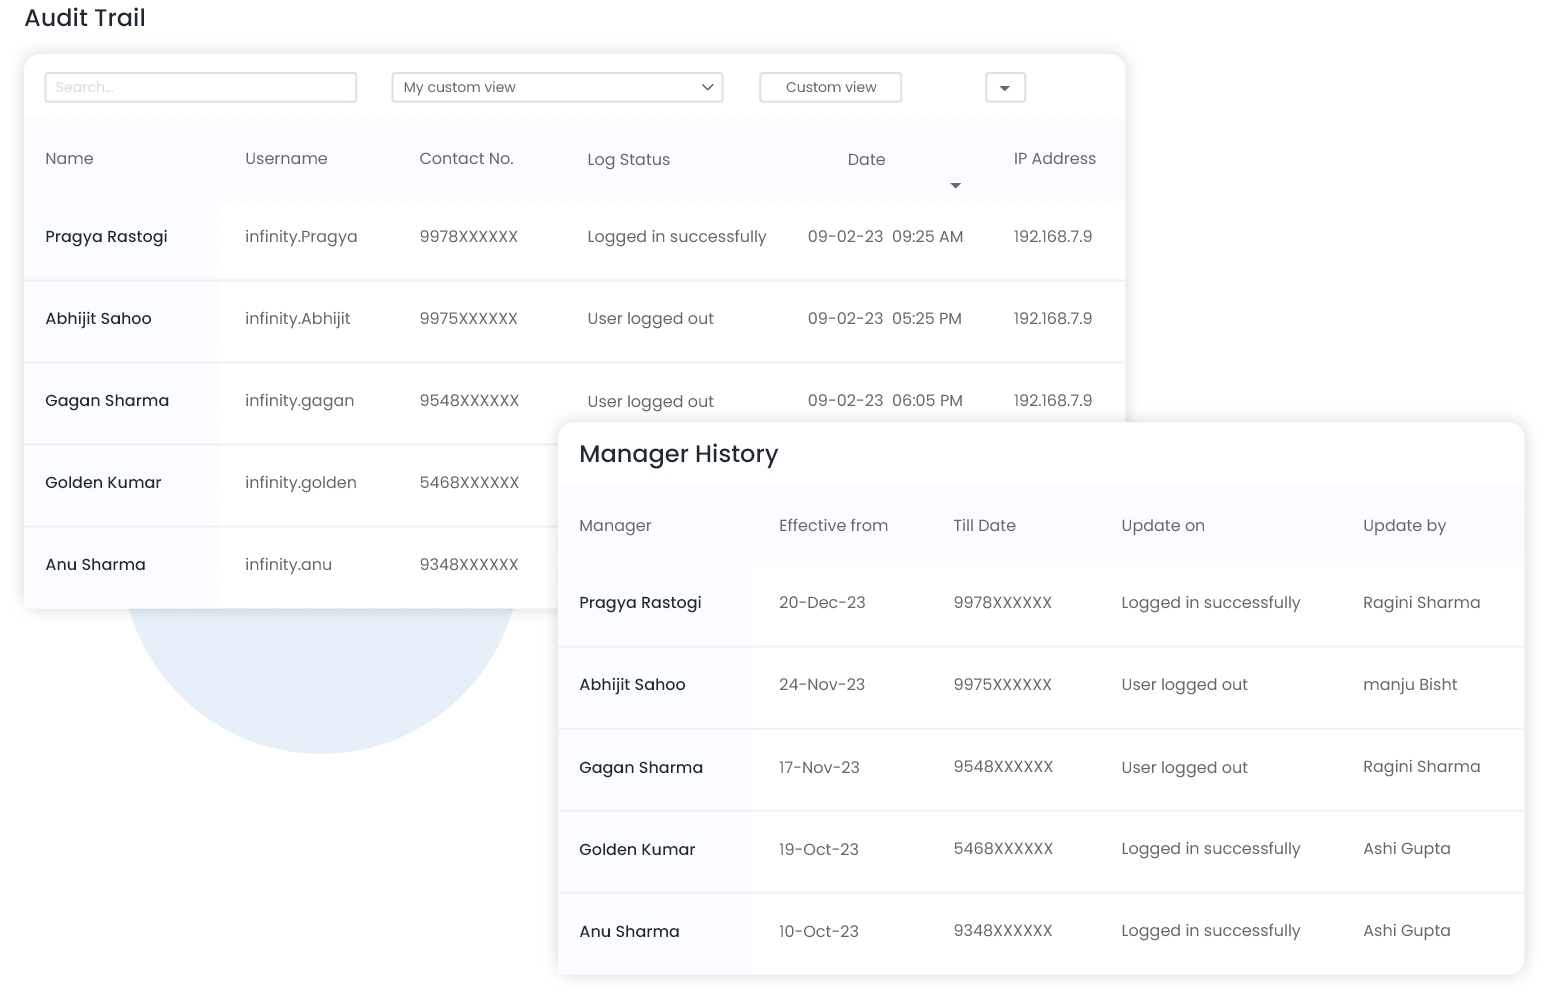 Audit Trail
Search...
My custom view
Custom view
Name Username Contact No. Log Status Date IP Address
Pragya Rastogi infinity.Pragya 9978XXXXXX Logged in successfully 09-02-23 09:25 AM 192.168.7.9
Abhijit Sahoo infinity.Abhijit 9975XXXXXX User logged out 09-02-23 05:25 PM 192.168.7.9
Gagan Sharma infinity.gagan 9548XXXXXX User logged out 09-02-23 06:05 PM 192.168.7.9
Golden Kumar infinity.golden 5468XXXXXX
Anu Sharma infinity.anu 9348XXXXXX
Manager History
Manager Effective from Till Date Update on Update by
Pragya Rastogi 20-Dec-23 9978XXXXXX Logged in successfully Ragini Sharma
Abhijit Sahoo 24-Nov-23 9975XXXXXX User logged out manju Bisht
Gagan Sharma 17-Nov-23 9548XXXXXX User logged out Ragini Sharma
Golden Kumar 19-Oct-23 5468XXXXXX Logged in successfully Ashi Gupta
Anu Sharma 10-Oct-23 9348XXXXXX Logged in successfully Ashi Gupta